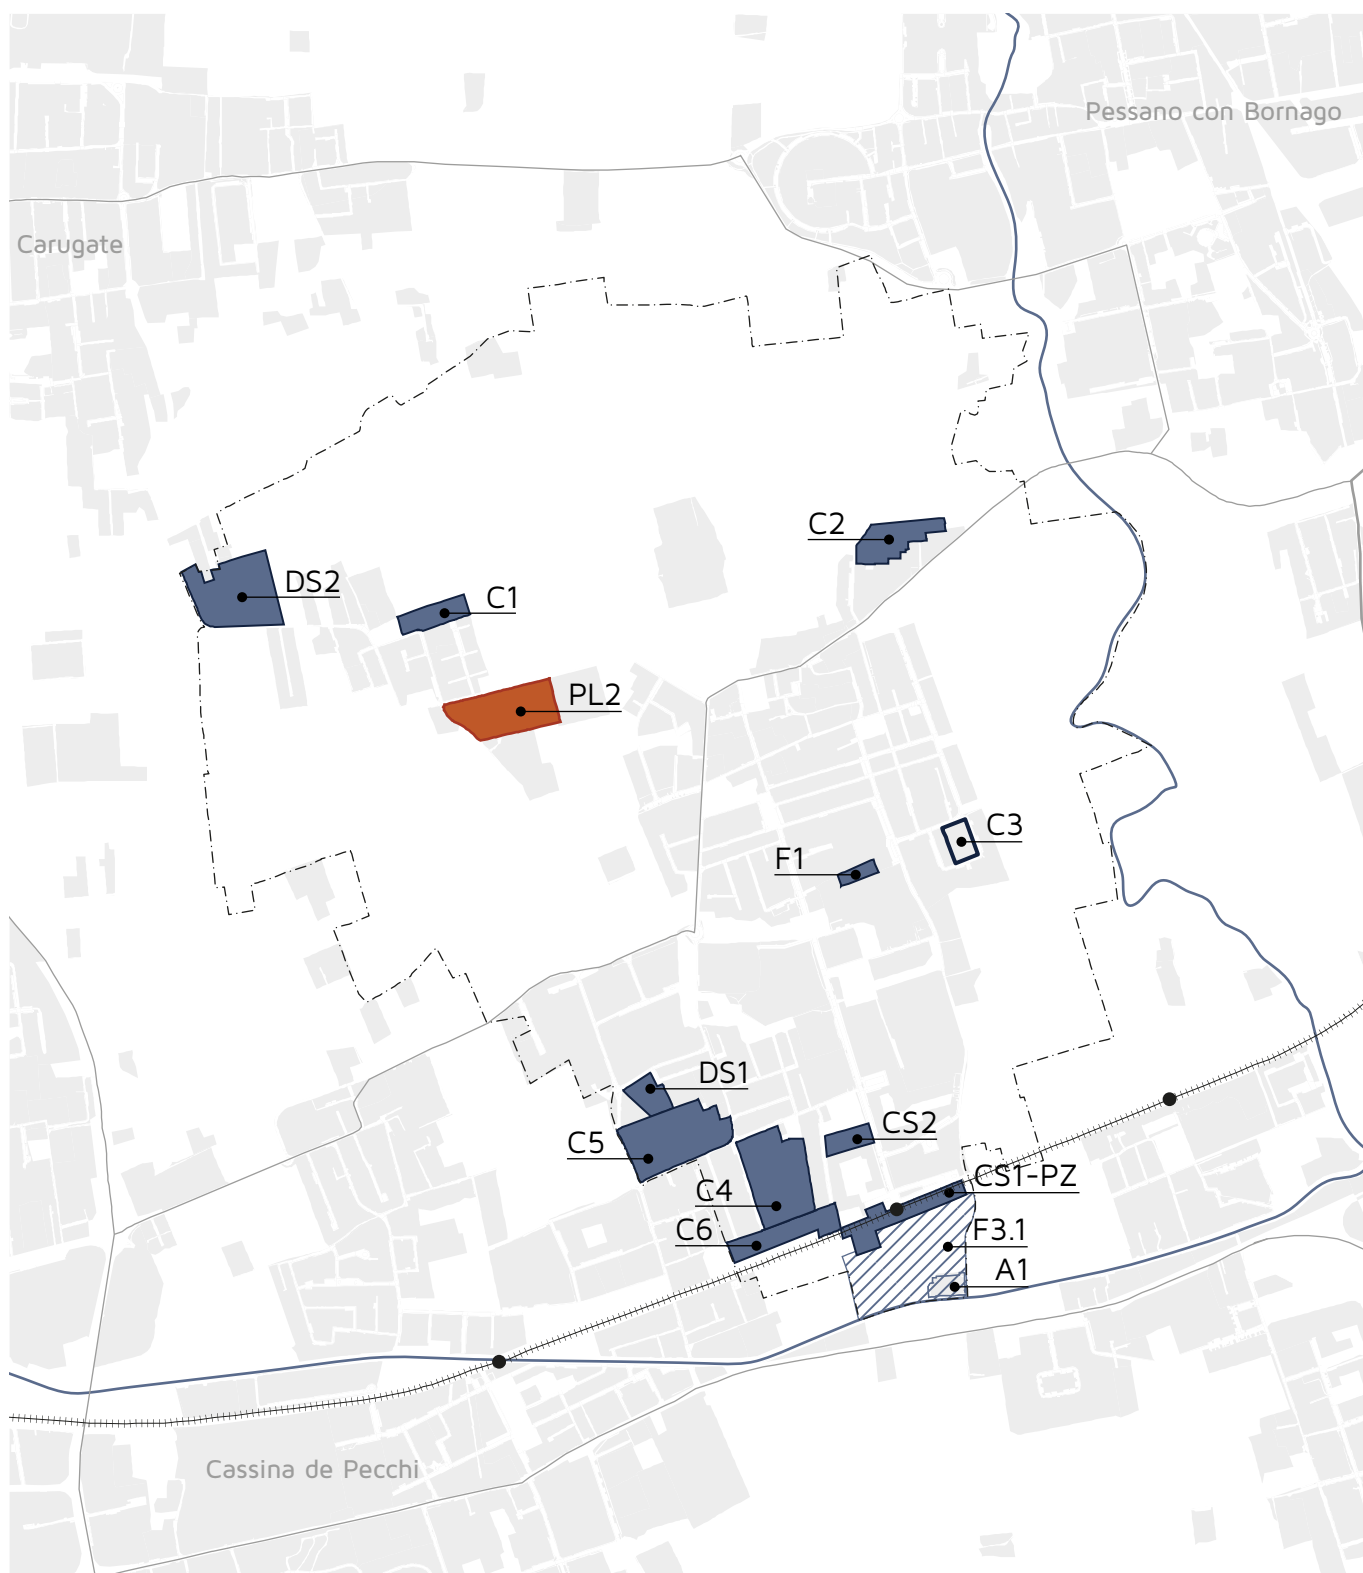 Pessano con Bornago
Carugate
C2
DS2
C1
PL2
C3
F1
DS1
CS2
C5
CS1-PZ
C4
C6
F3.1
A1
Cassina de Pecchi